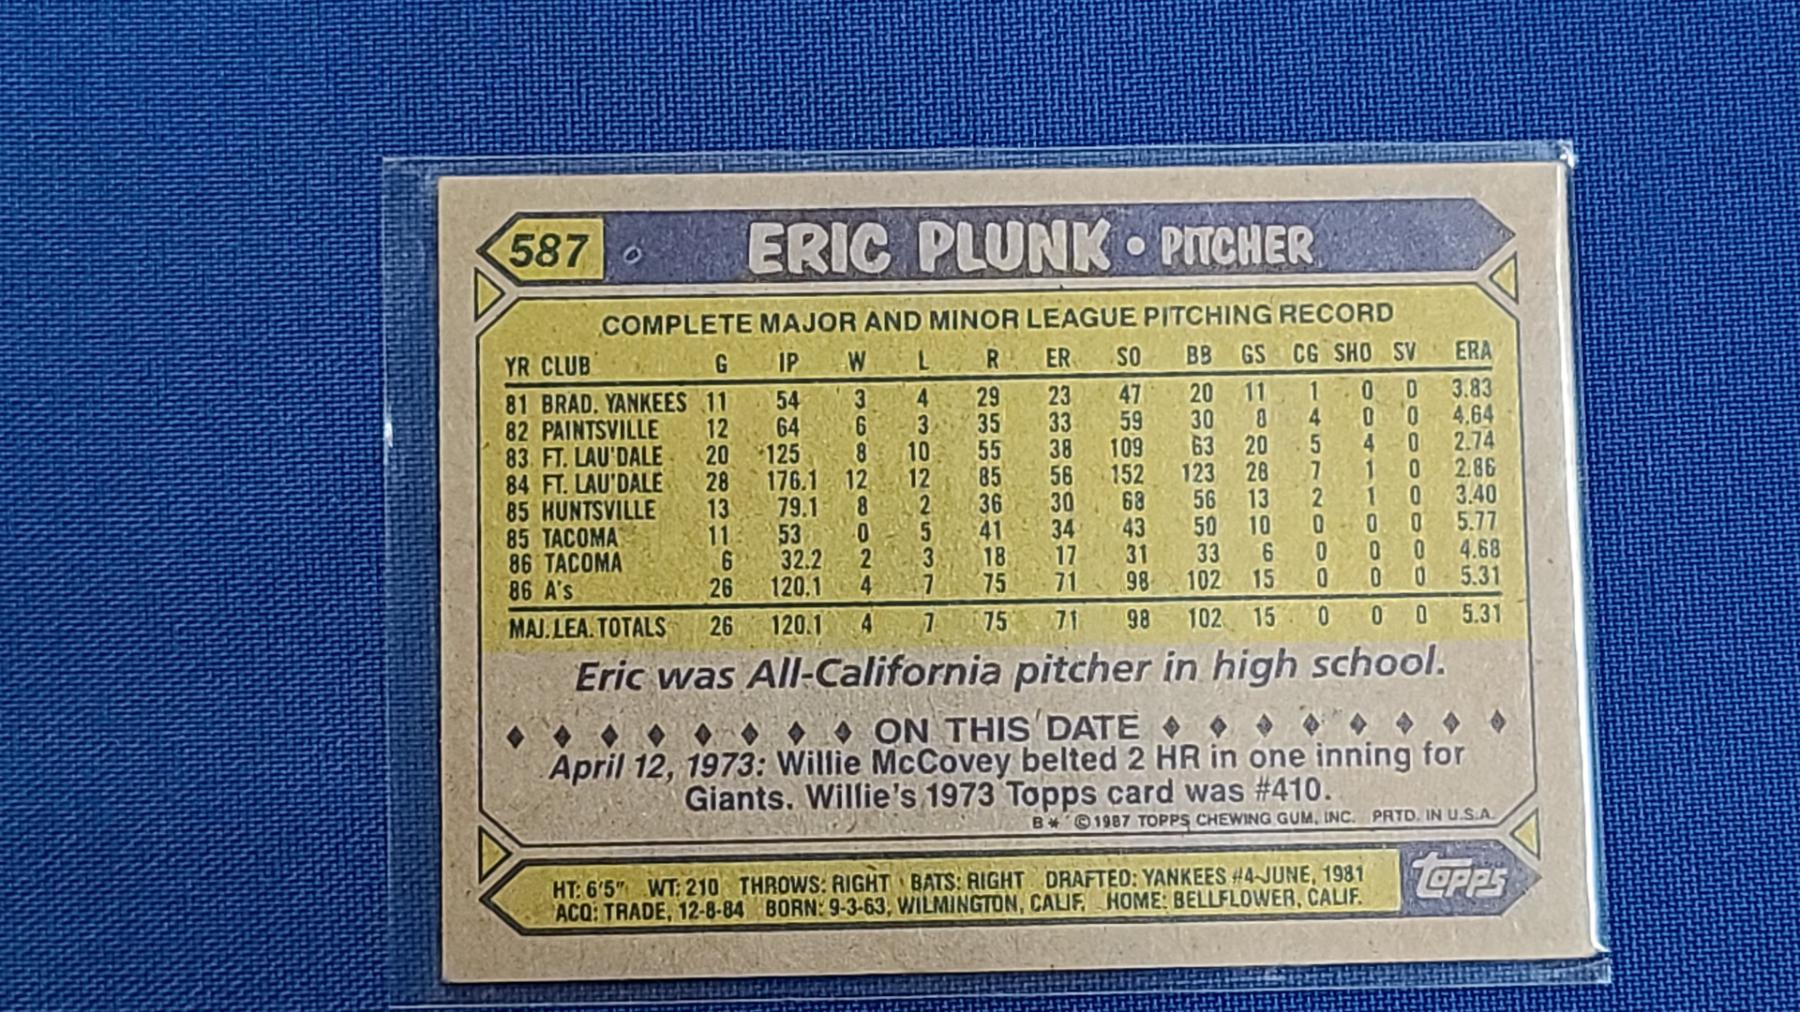 587 ERIC PLUNK • PITCHER
COMPLETE MAJOR AND MINOR LEAGUE PITCHING RECORD
YR CLUB G IP W L R ER SO BB GS CG SHO SV ERA
81 BRAD. YANKEES 11 54 3 4 29 23 47 20 11 1 0 0 3.83
82 PAINTSVILLE 12 64 6 3 35 33 59 30 8 4 0 0 4.64
83 FT. LAU'DALE 20 125 8 10 55 38 109 63 20 5 4 0 2.74
84 FT. LAU'DALE 28 176.1 12 12 85 56 152 123 28 7 1 0 2.86
85 HUNTSVILLE 13 79.1 8 2 36 30 68 56 13 2 1 0 3.40
85 TACOMA 11 53 0 5 41 34 43 50 10 0 0 0 5.77
86 TACOMA 6 32.2 2 3 18 17 31 33 6 0 0 0 4.68
86 A's 26 120.1 4 7 75 71 98 102 15 0 0 0 5.31
MAJ. LEA. TOTALS 26 120.1 4 7 75 71 98 102 15 0 0 0 5.31
Eric was All-California pitcher in high school.
ON THIS DATE
April 12, 1973: Willie McCovey belted 2 HR in one inning for
Giants. Willie's 1973 Topps card was #410.
B* ©1987 TOPPS CHEWING GUM, INC. PRTD. IN U.S.A.
HT: 6'5" WT: 210 THROWS: RIGHT BATS: RIGHT DRAFTED: YANKEES #4-JUNE, 1981
ACQ: TRADE, 12-8-84 BORN: 9-3-63, WILMINGTON, CALIF. HOME: BELLFLOWER, CALIF.
topps